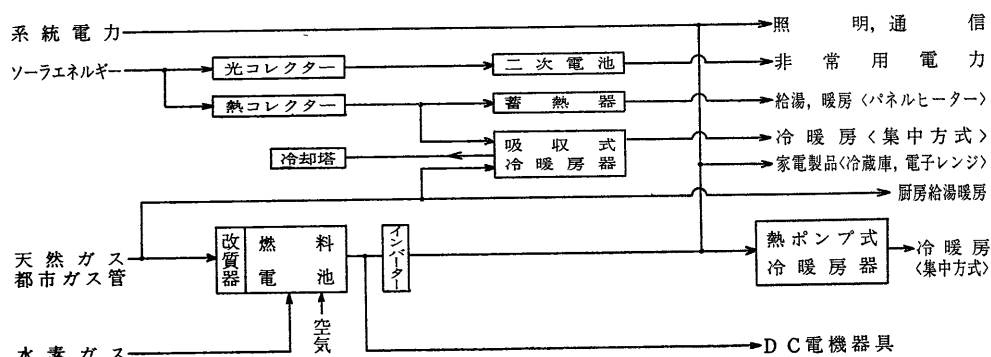 系統電力
照明,通信
ソーラエネルギー
光コレクター
二次電池
非常用電力
熱コレクター
蓄熱器
給湯,暖房〈パネルヒーター〉
冷却塔
吸収式
冷暖房器
冷暖房〈集中方式〉
家電製品〈冷蔵庫,電子レンジ〉
厨房給湯暖房
天然ガス
都市ガス管
改質器
燃料
電池
インバーター
熱ポンプ式
冷暖房器
冷暖房
〈集中方式〉
空気
水素ガス
DC電機器具